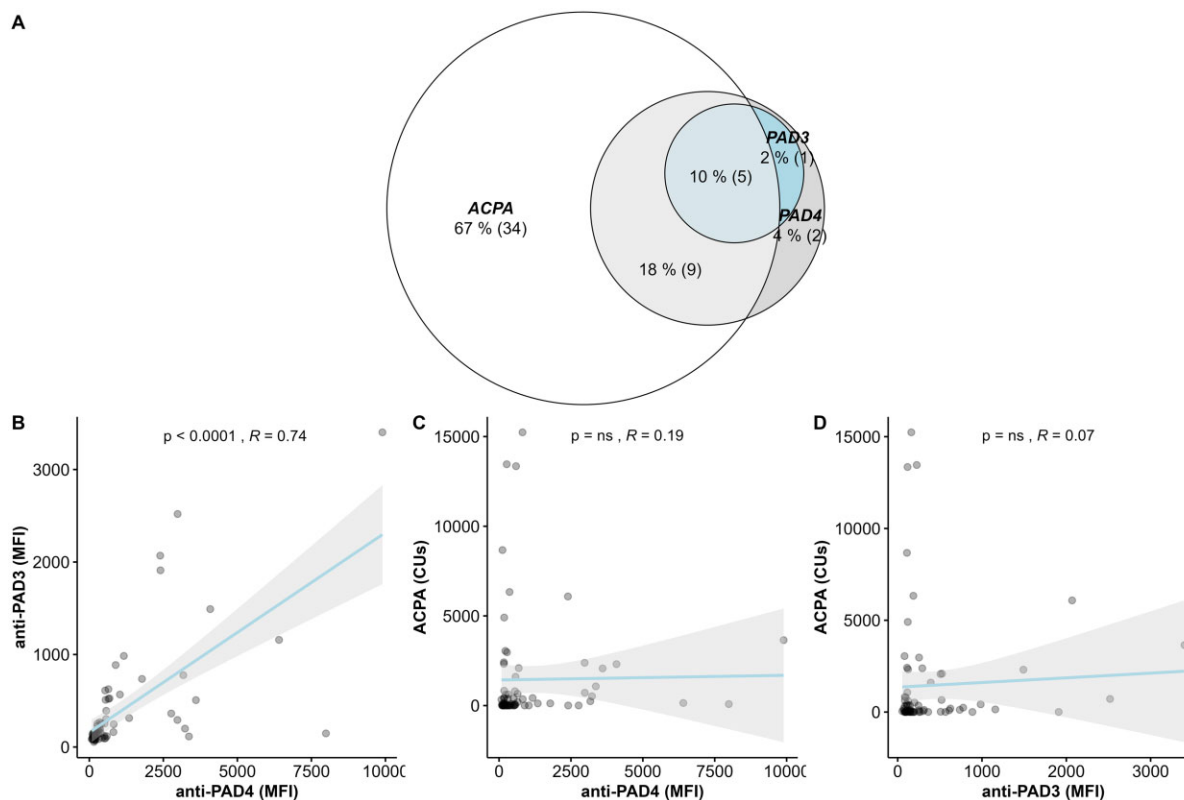 A
PAD3
2 % (1)
10 % (5)
ACPA
67 % (34)
PAD4
4 % (2)
18 % (9)
B
p < 0.0001 , R = 0.74
3000
2000
1000
0
anti-PAD3 (MFI)
0
2500
5000
7500
1000
anti-PAD4 (MFI)
C
p = ns , R = 0.19
15000
10000
5000
0
ACPA (CUs)
0
2500
5000
7500
1000
anti-PAD4 (MFI)
D
p = ns , R = 0.07
15000
10000
5000
0
ACPA (CUs)
0
1000
2000
3000
anti-PAD3 (MFI)